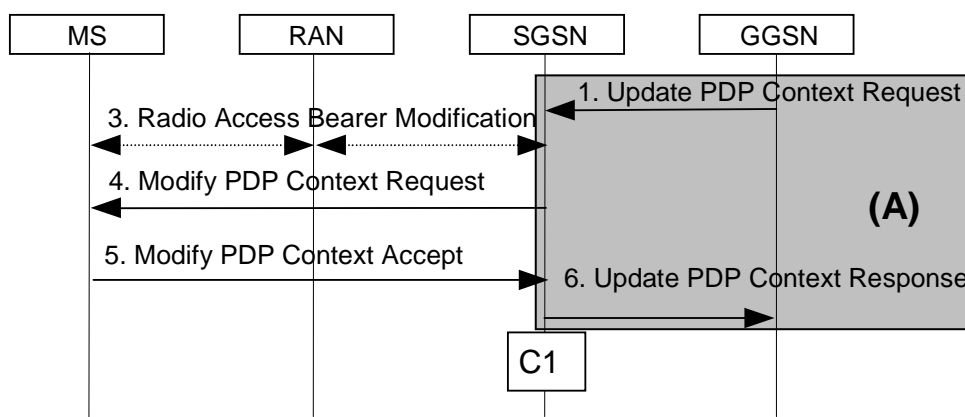 MS
RAN
SGSN
GGSN
1. Update PDP Context Request
3. Radio Access Bearer Modification
4. Modify PDP Context Request
(A)
5. Modify PDP Context Accept
6. Update PDP Context Response
C1